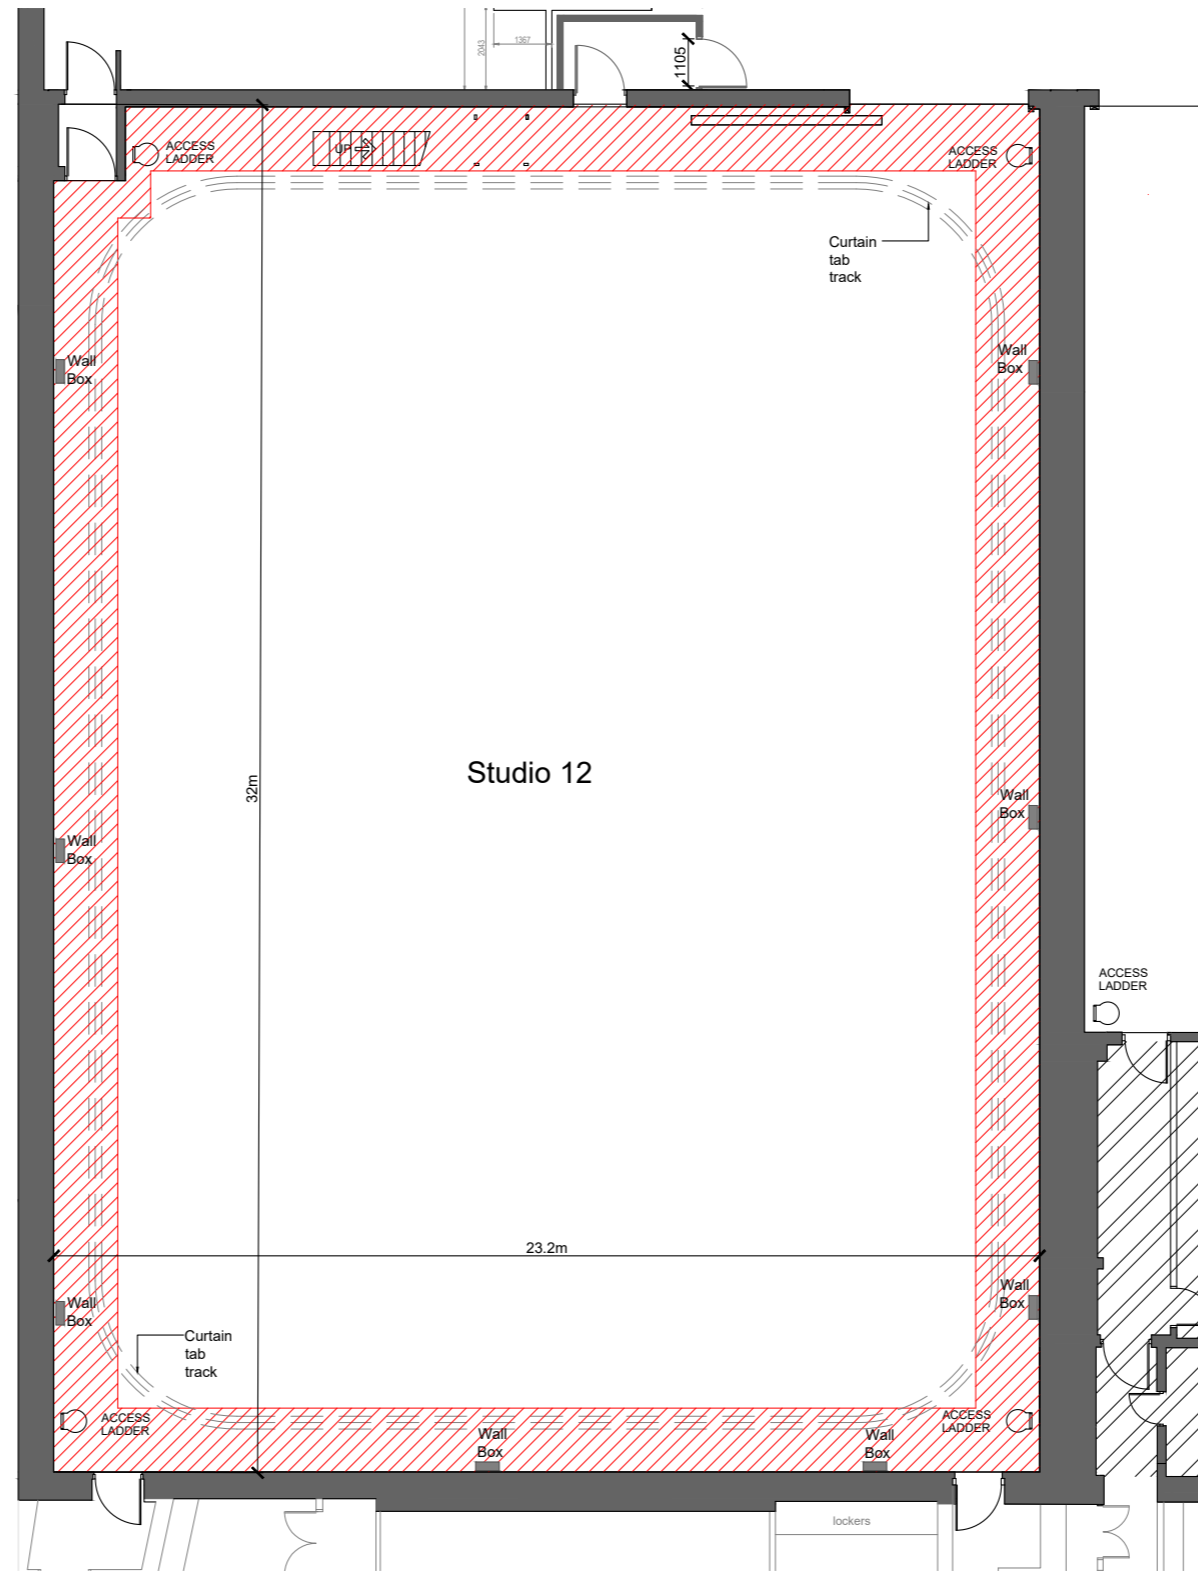 2043
1367
1105
ACCESS
LADDER
UP
ACCESS
LADDER
Curtain
tab
track
Wall
Box
Wall
Box
Studio 12
32m
Wall
Box
Wall
Box
ACCESS
LADDER
23.2m
Wall
Box
Wall
Box
Curtain
tab
track
ACCESS
LADDER
ACCESS
LADDER
Wall
Box
Wall
Box
lockers